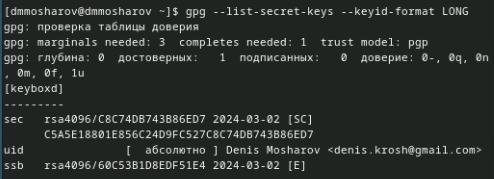 [dmmosharov@dmmosharov ~]$ gpg --list-secret-keys --keyid-format LONG
gpg: проверка таблицы доверия
gpg: marginals needed: 3  completes needed: 1  trust model: pgp
gpg: глубина: 0  достоверных:   1  подписанных:   0  доверие: 0-, 0q, 0n
, 0m, 0f, 1u
[keyboxd]
---------
sec   rsa4096/C8C74DB743B86ED7 2024-03-02 [SC]
      C5A5E18801E856C24D9FC527C8C74DB743B86ED7
uid                 [  абсолютно ] Denis Mosharov <denis.krosh@gmail.com>
ssb   rsa4096/60C53B1D8EDF51E4 2024-03-02 [E]